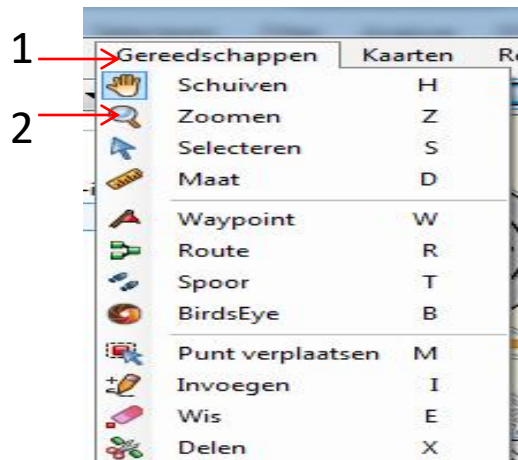 1
Gereedschappen Kaarten R
Schuiven H
2
Zoomen Z
Selecteren S
Maat D
Waypoint W
Route R
Spoor T
BirdsEye B
Punt verplaatsen M
Invoegen I
Wis E
Delen X